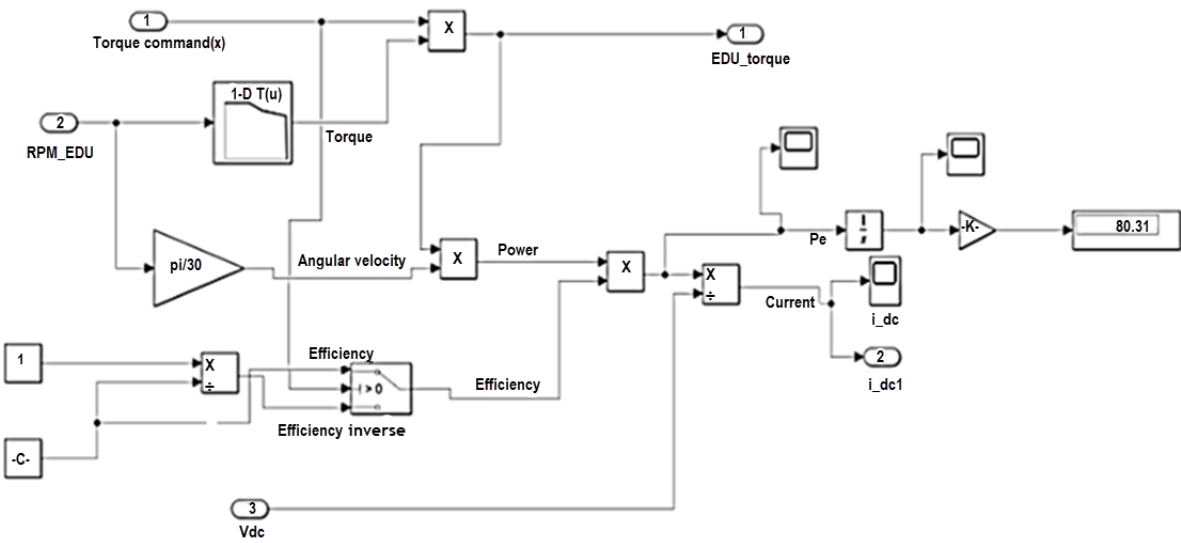 1
Torque command(x)
X
1
EDU_torque
1-D T(u)
2
RPM_EDU
Torque
pi/30
Angular velocity
X
Power
X
Pe
1
s
-K-
80.31
X
÷
Current
i_dc
2
i_dc1
1
X
÷
Efficiency
> 0
Efficiency
Efficiency inverse
-C-
3
Vdc